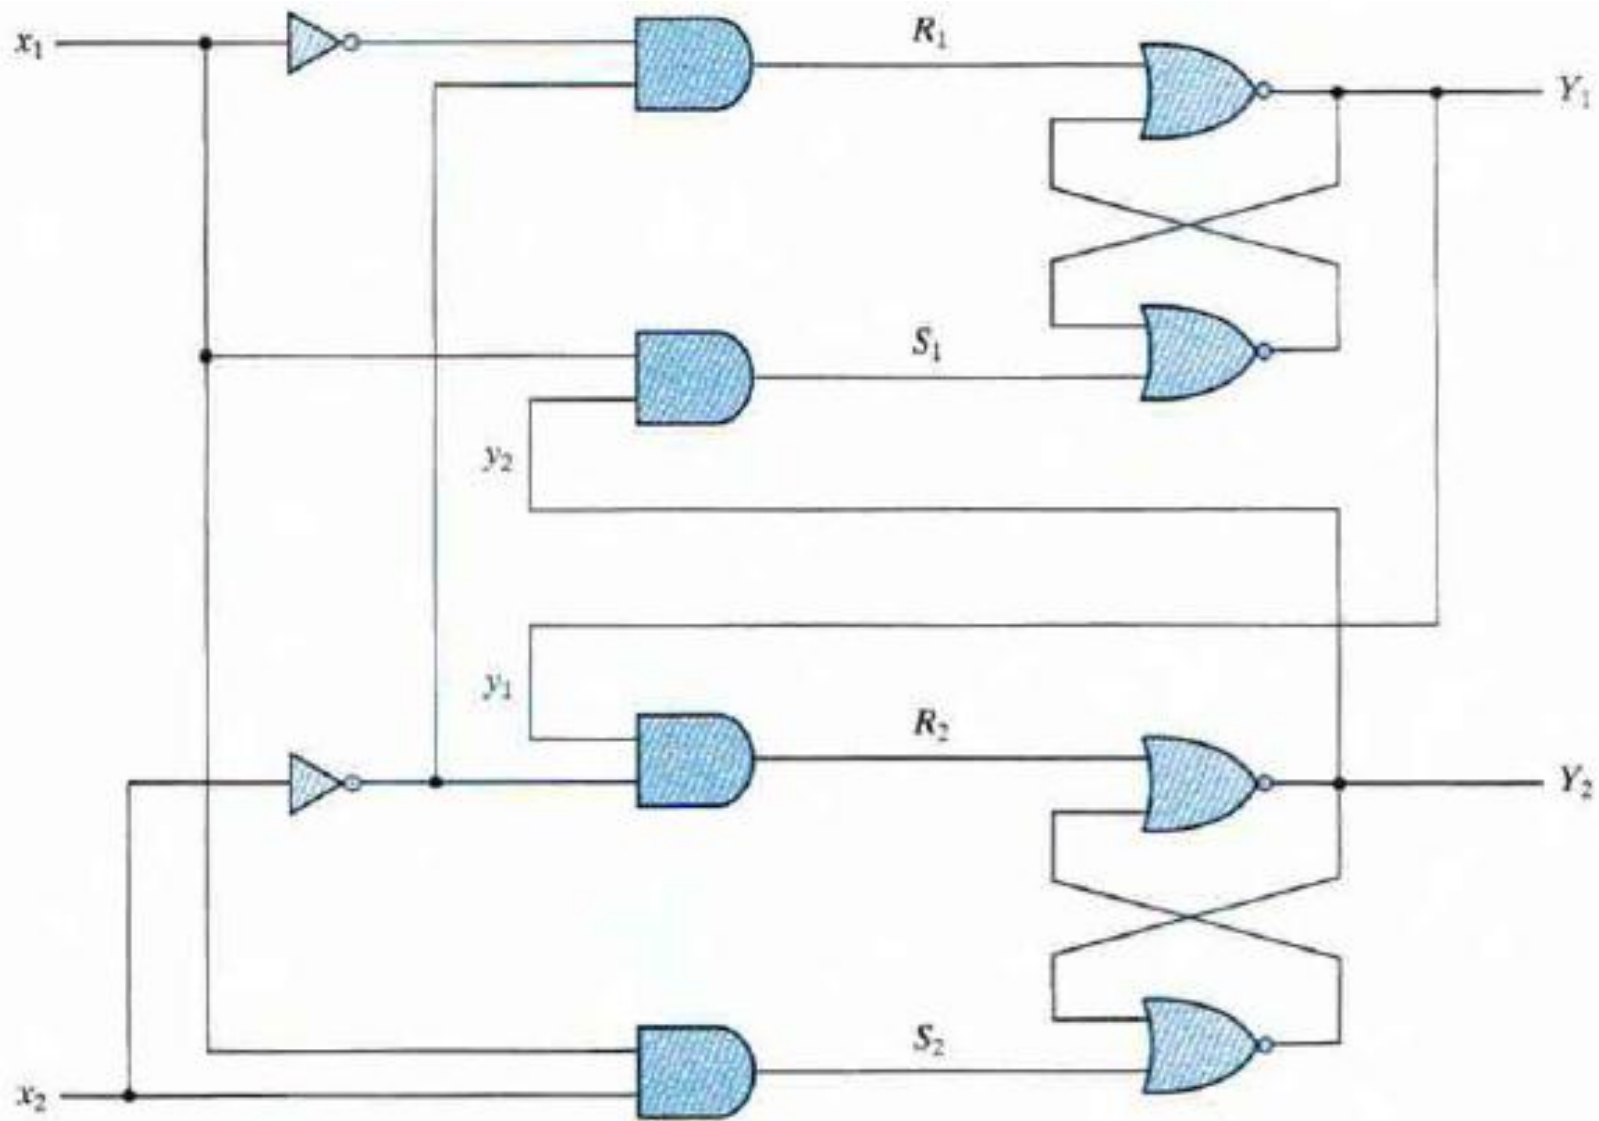 x₁
R₁
Y₁
S₁
y₂
y₁
R₂
Y₂
S₂
x₂